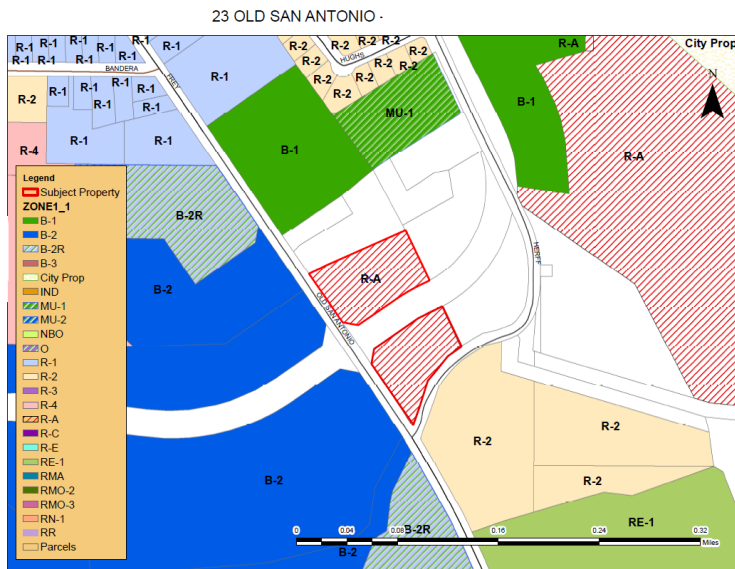 23 OLD SAN ANTONIO -
R-1 R-1 R-1 R-1 R-1
R-1 R-1 R-1 R-1
BANDERA
FREY
R-1
R-2 R-2 R-2 R-2
HUGHS
R-2 R-2 R-2
R-2 R-2
R-A
City Prop
N
R-2
R-1
R-1
R-1
R-1
R-1
B-1
MU-1
R-4
R-1
R-1
B-1
R-A
Legend
Subject Property
ZONE1_1
B-1
B-2
B-2R
B-3
City Prop
IND
MU-1
MU-2
NBO
O
R-1
R-2
R-3
R-4
R-A
R-C
R-E
RE-1
RMA
RMO-2
RMO-3
RN-1
RR
Parcels
B-2R
HERFF
B-2
R-A
OLD SAN ANTONIO
R-2
R-2
R-2
B-2
B-2R
RE-1
B-2
0 0.04 0.08 0.16 0.24 0.32
Miles